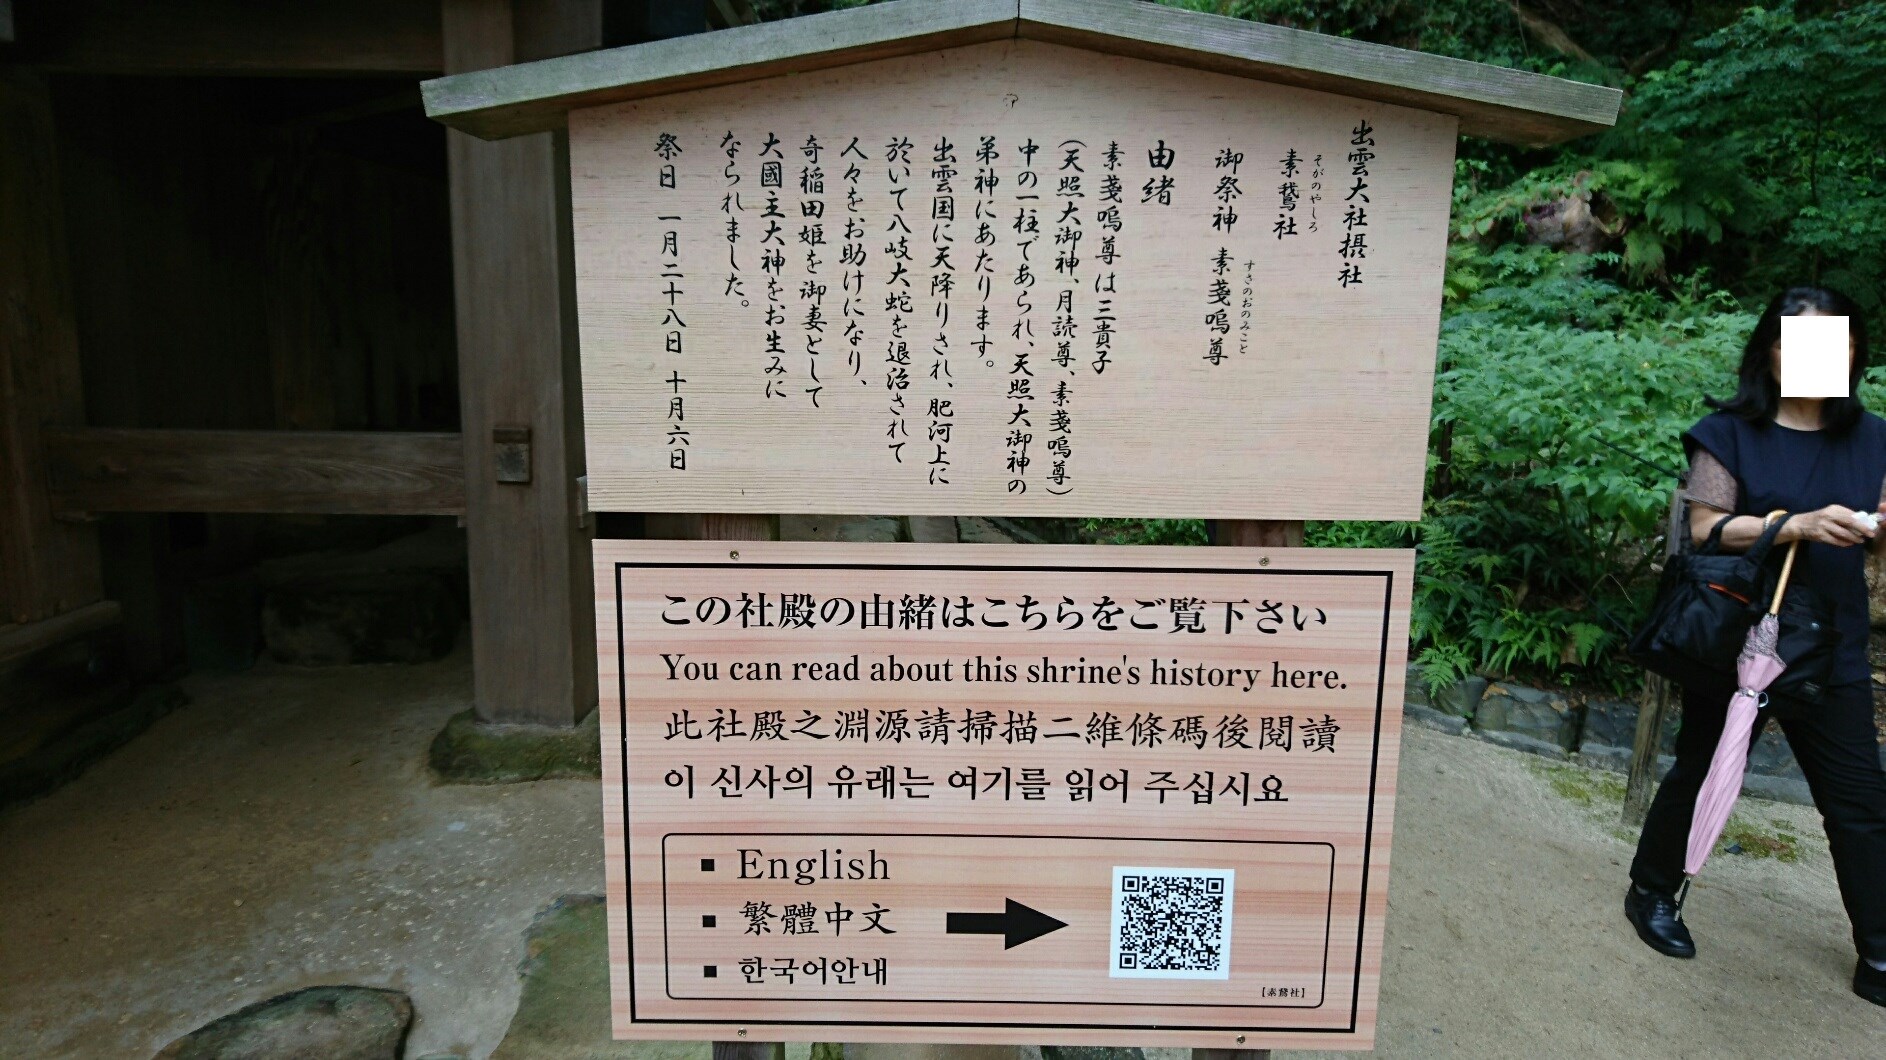 出雲大社摂社
そがのやしろ
素鵞社
すさのおのみこと
御祭神 素戔嗚尊
由緒
素戔嗚尊は三貴子
(天照大御神、月読尊、素戔嗚尊)
中の一柱であられ、天照大御神の
弟神にあたります。
出雲国に天降りされ、肥河上に
於いて八岐大蛇を退治されて
人々をお助けになり、
奇稲田姫を御妻として
大國主大神をお生みに
なられました。
祭日 一月二十八日 十月六日
この社殿の由緒はこちらをご覧下さい
You can read about this shrine's history here.
此社殿之淵源請掃描二維條碼後閱讀
이 신사의 유래는 여기를 읽어 주십시요
▪ English
▪ 繁體中文
▪ 한국어안내
【素鵞社】